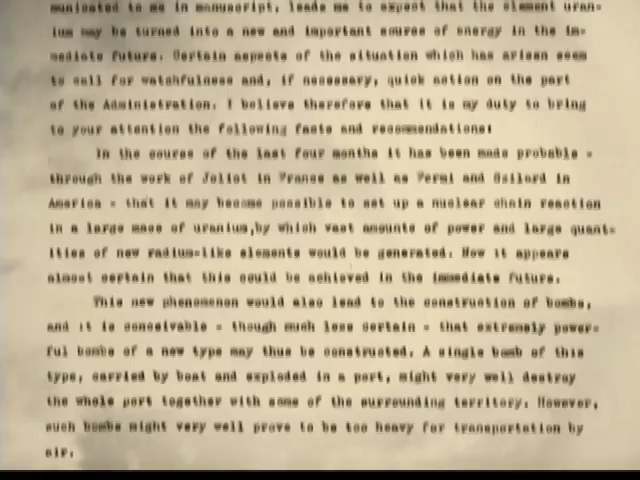 municated to me in manuscript, leads me to expect that the element uran-
ium may be turned into a new and important source of energy in the im-
mediate future. Certain aspects of the situation which has arisen seem
to call for watchfulness and, if necessary, quick action on the part
of the Administration. I believe therefore that it is my duty to bring
to your attention the following facts and recommendations:
In the course of the last four months it has been made probable -
through the work of Joliot in France as well as Fermi and Szilard in
America - that it may become possible to set up a nuclear chain reaction
in a large mass of uranium,by which vast amounts of power and large quant-
ities of new radium-like elements would be generated. Now it appears
almost certain that this could be achieved in the immediate future.
This new phenomenon would also lead to the construction of bombs,
and it is conceivable - though much less certain - that extremely power-
ful bombs of a new type may thus be constructed. A single bomb of this
type, carried by boat and exploded in a port, might very well destroy
the whole port together with some of the surrounding territory. However,
such bombs might very well prove to be too heavy for transportation by
air.